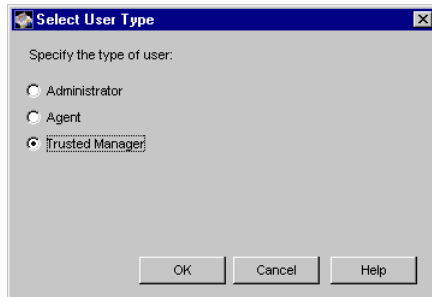 Select User Type
Specify the type of user:
Administrator
Agent
Trusted Manager
OK Cancel Help